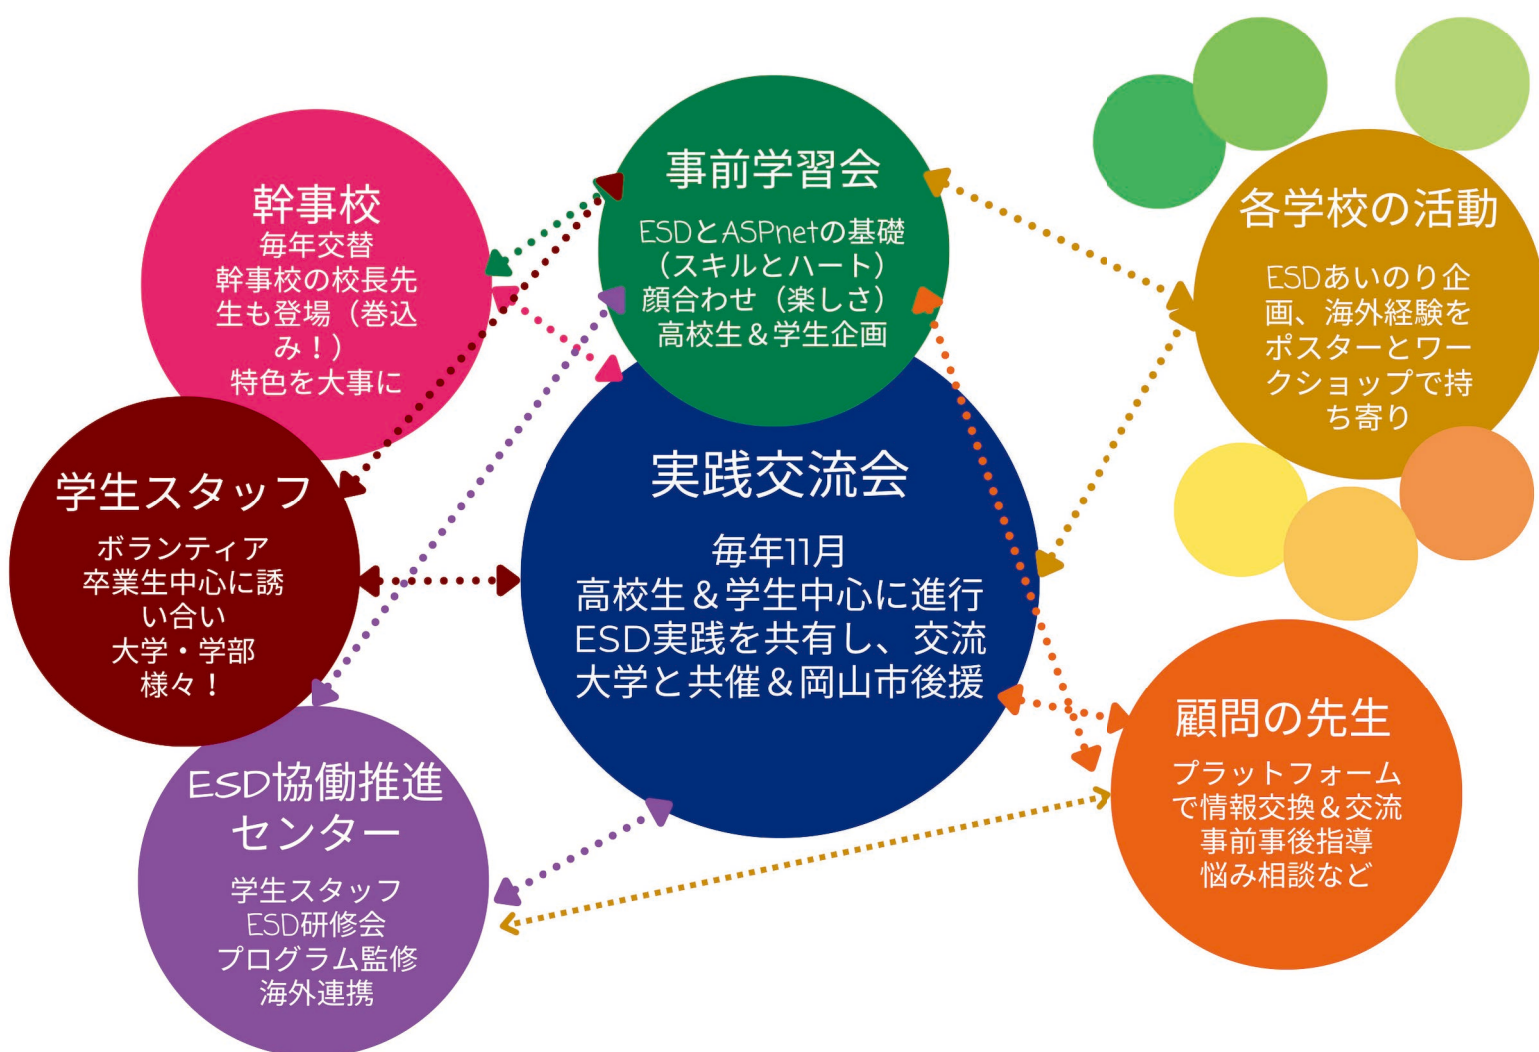 幹事校
毎年交替
幹事校の校長先
生も登場（巻込
み！）
特色を大事に
事前学習会
ESDとASPnetの基礎
（スキルとハート）
顔合わせ（楽しさ）
高校生＆学生企画
各学校の活動
ESDあいのり企
画、海外経験を
ポスターとワー
クショップで持
ち寄り
学生スタッフ
ボランティア
卒業生中心に誘
い合い
大学・学部
様々！
実践交流会
毎年11月
高校生＆学生中心に進行
ESD実践を共有し、交流
大学と共催＆岡山市後援
ESD協働推進
センター
学生スタッフ
ESD研修会
プログラム監修
海外連携
顧問の先生
プラットフォーム
で情報交換＆交流
事前事後指導
悩み相談など